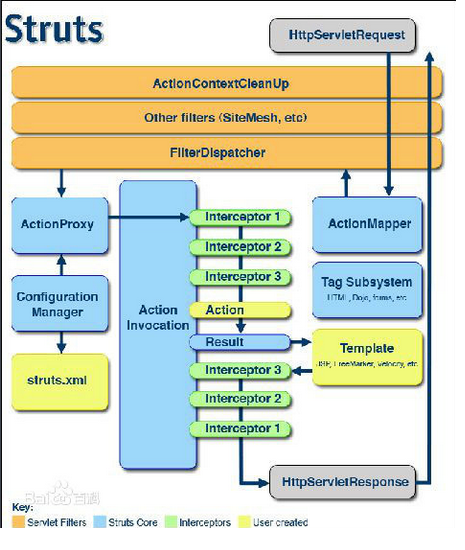 Struts
HttpServletRequest
ActionContextCleanUp
Other filters (SiteMesh, etc)
FilterDispatcher
ActionProxy
Interceptor 1
ActionMapper
Interceptor 2
Interceptor 3
Tag Subsystem
HTML, Dojo, forms, etc
Configuration
Manager
Action
Invocation
Action
Result
Template
JSP, FreeMarker, Velocity, etc
struts.xml
Interceptor 3
Interceptor 2
Interceptor 1
HttpServletResponse
Bai百科
Key:
Servlet Filters
Struts Core
Interceptors
User created